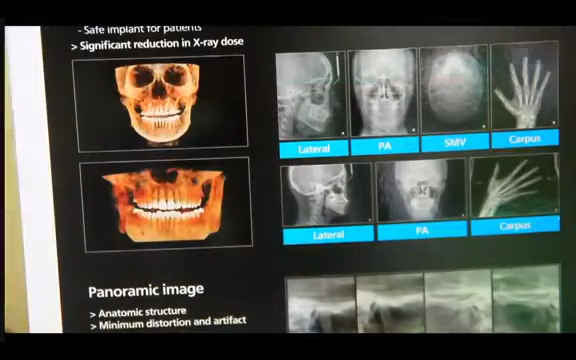 - Safe implant for patients
> Significant reduction in X-ray dose
Lateral
PA
SMV
Carpus
Lateral
PA
Carpus
Panoramic image
> Anatomic structure
> Minimum distortion and artifact